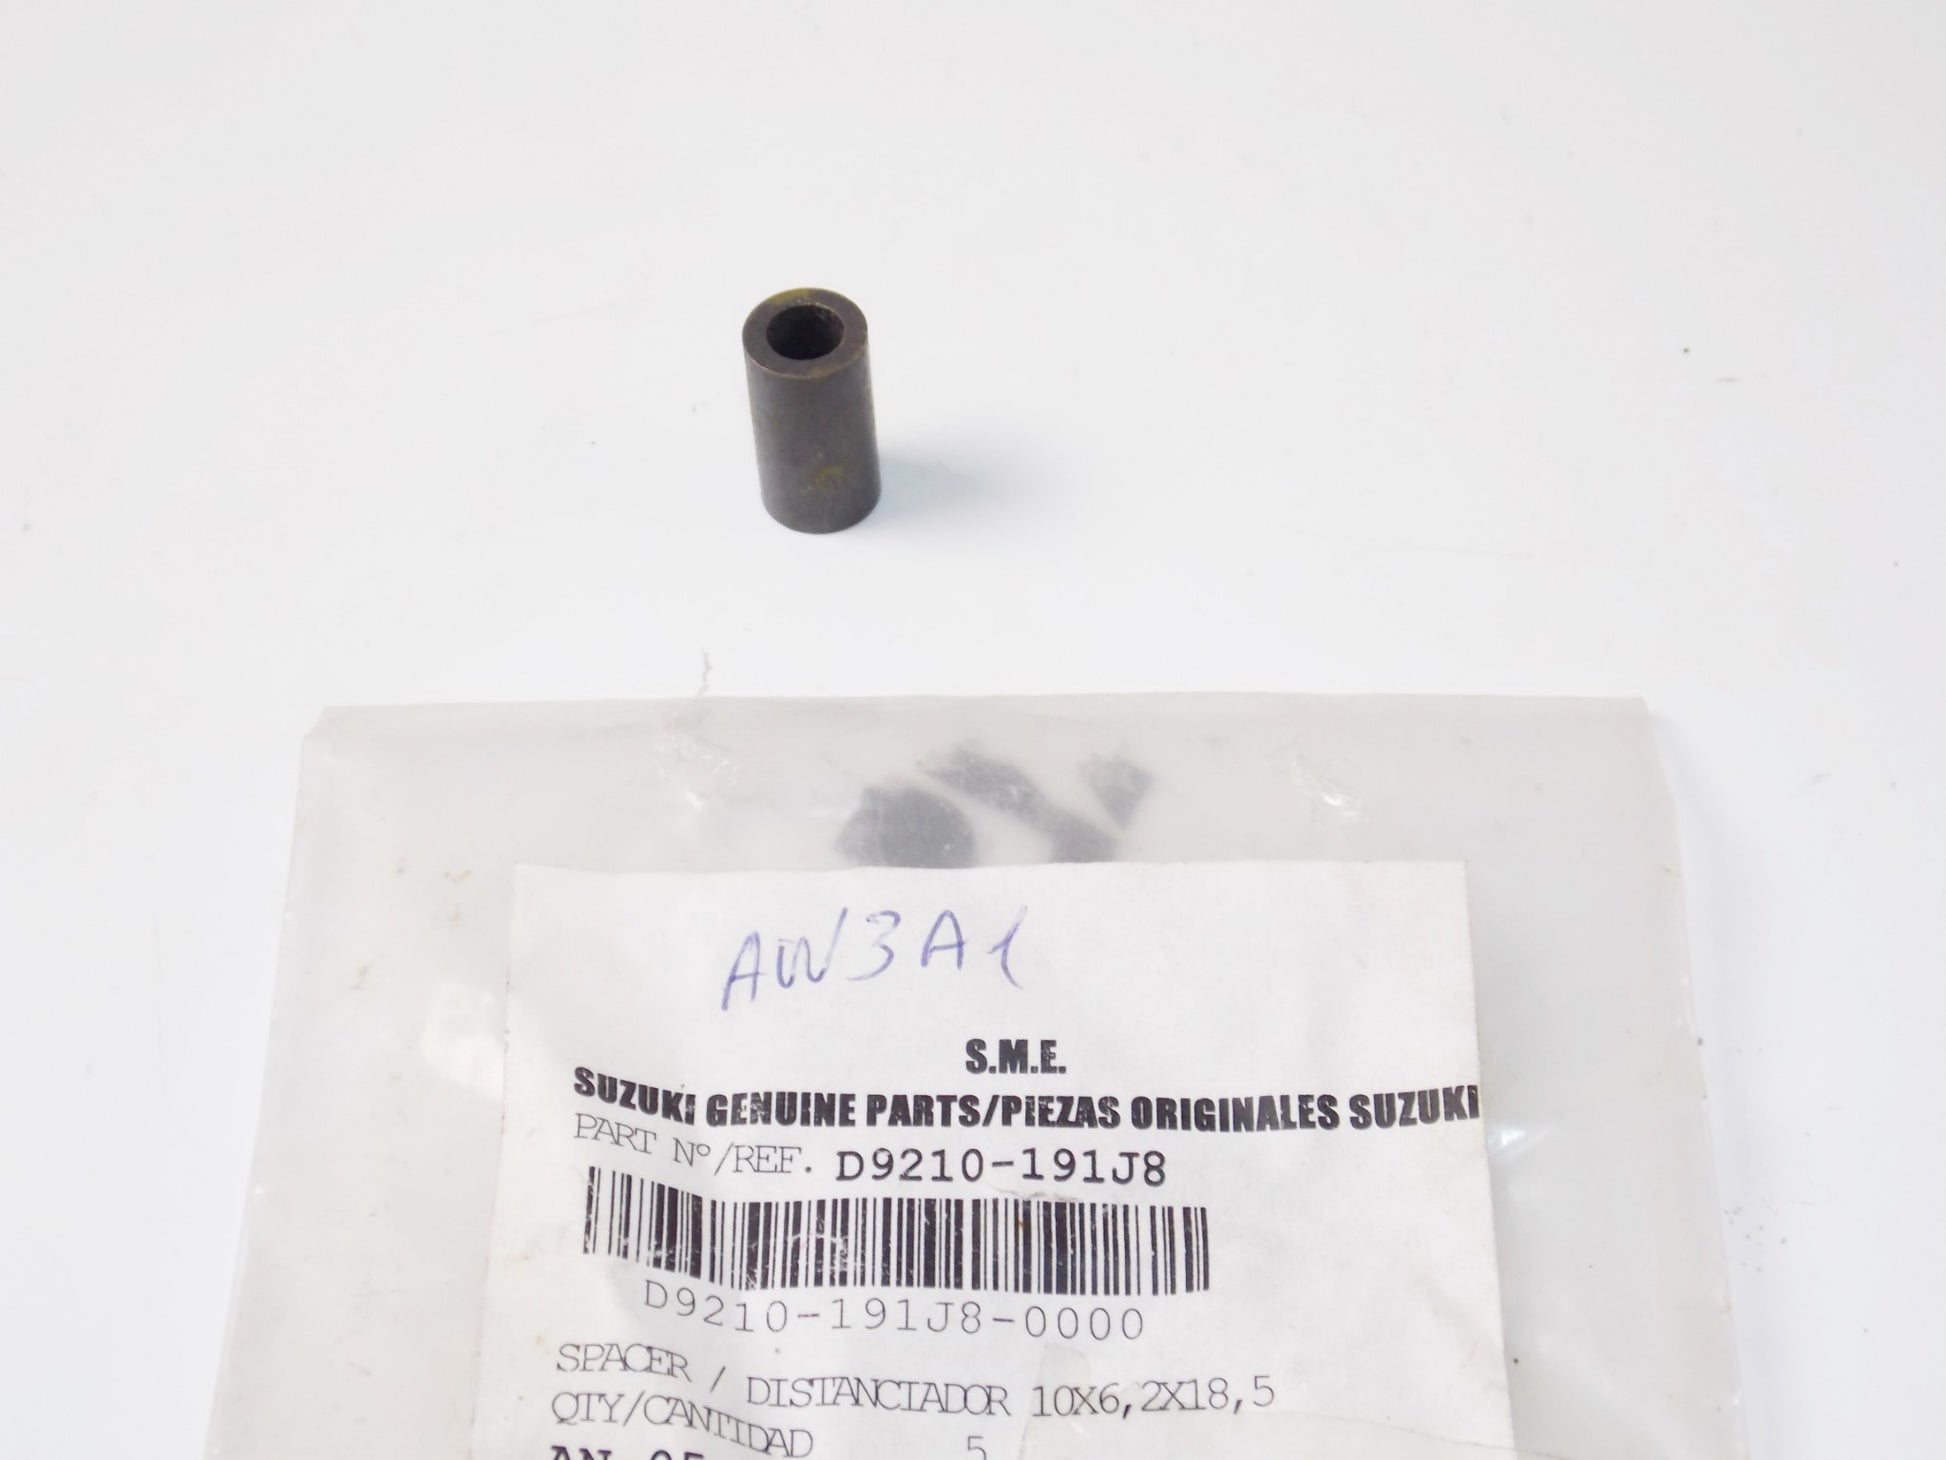 AW3A1
S.M.E.
SUZUKI GENUINE PARTS/PIEZAS ORIGINALES SUZUKI
PART Nº/REF. D9210-191J8
D9210-191J8-0000
SPACER / DISTANCIADOR 10X6,2X18,5
QTY/CANTIDAD 5